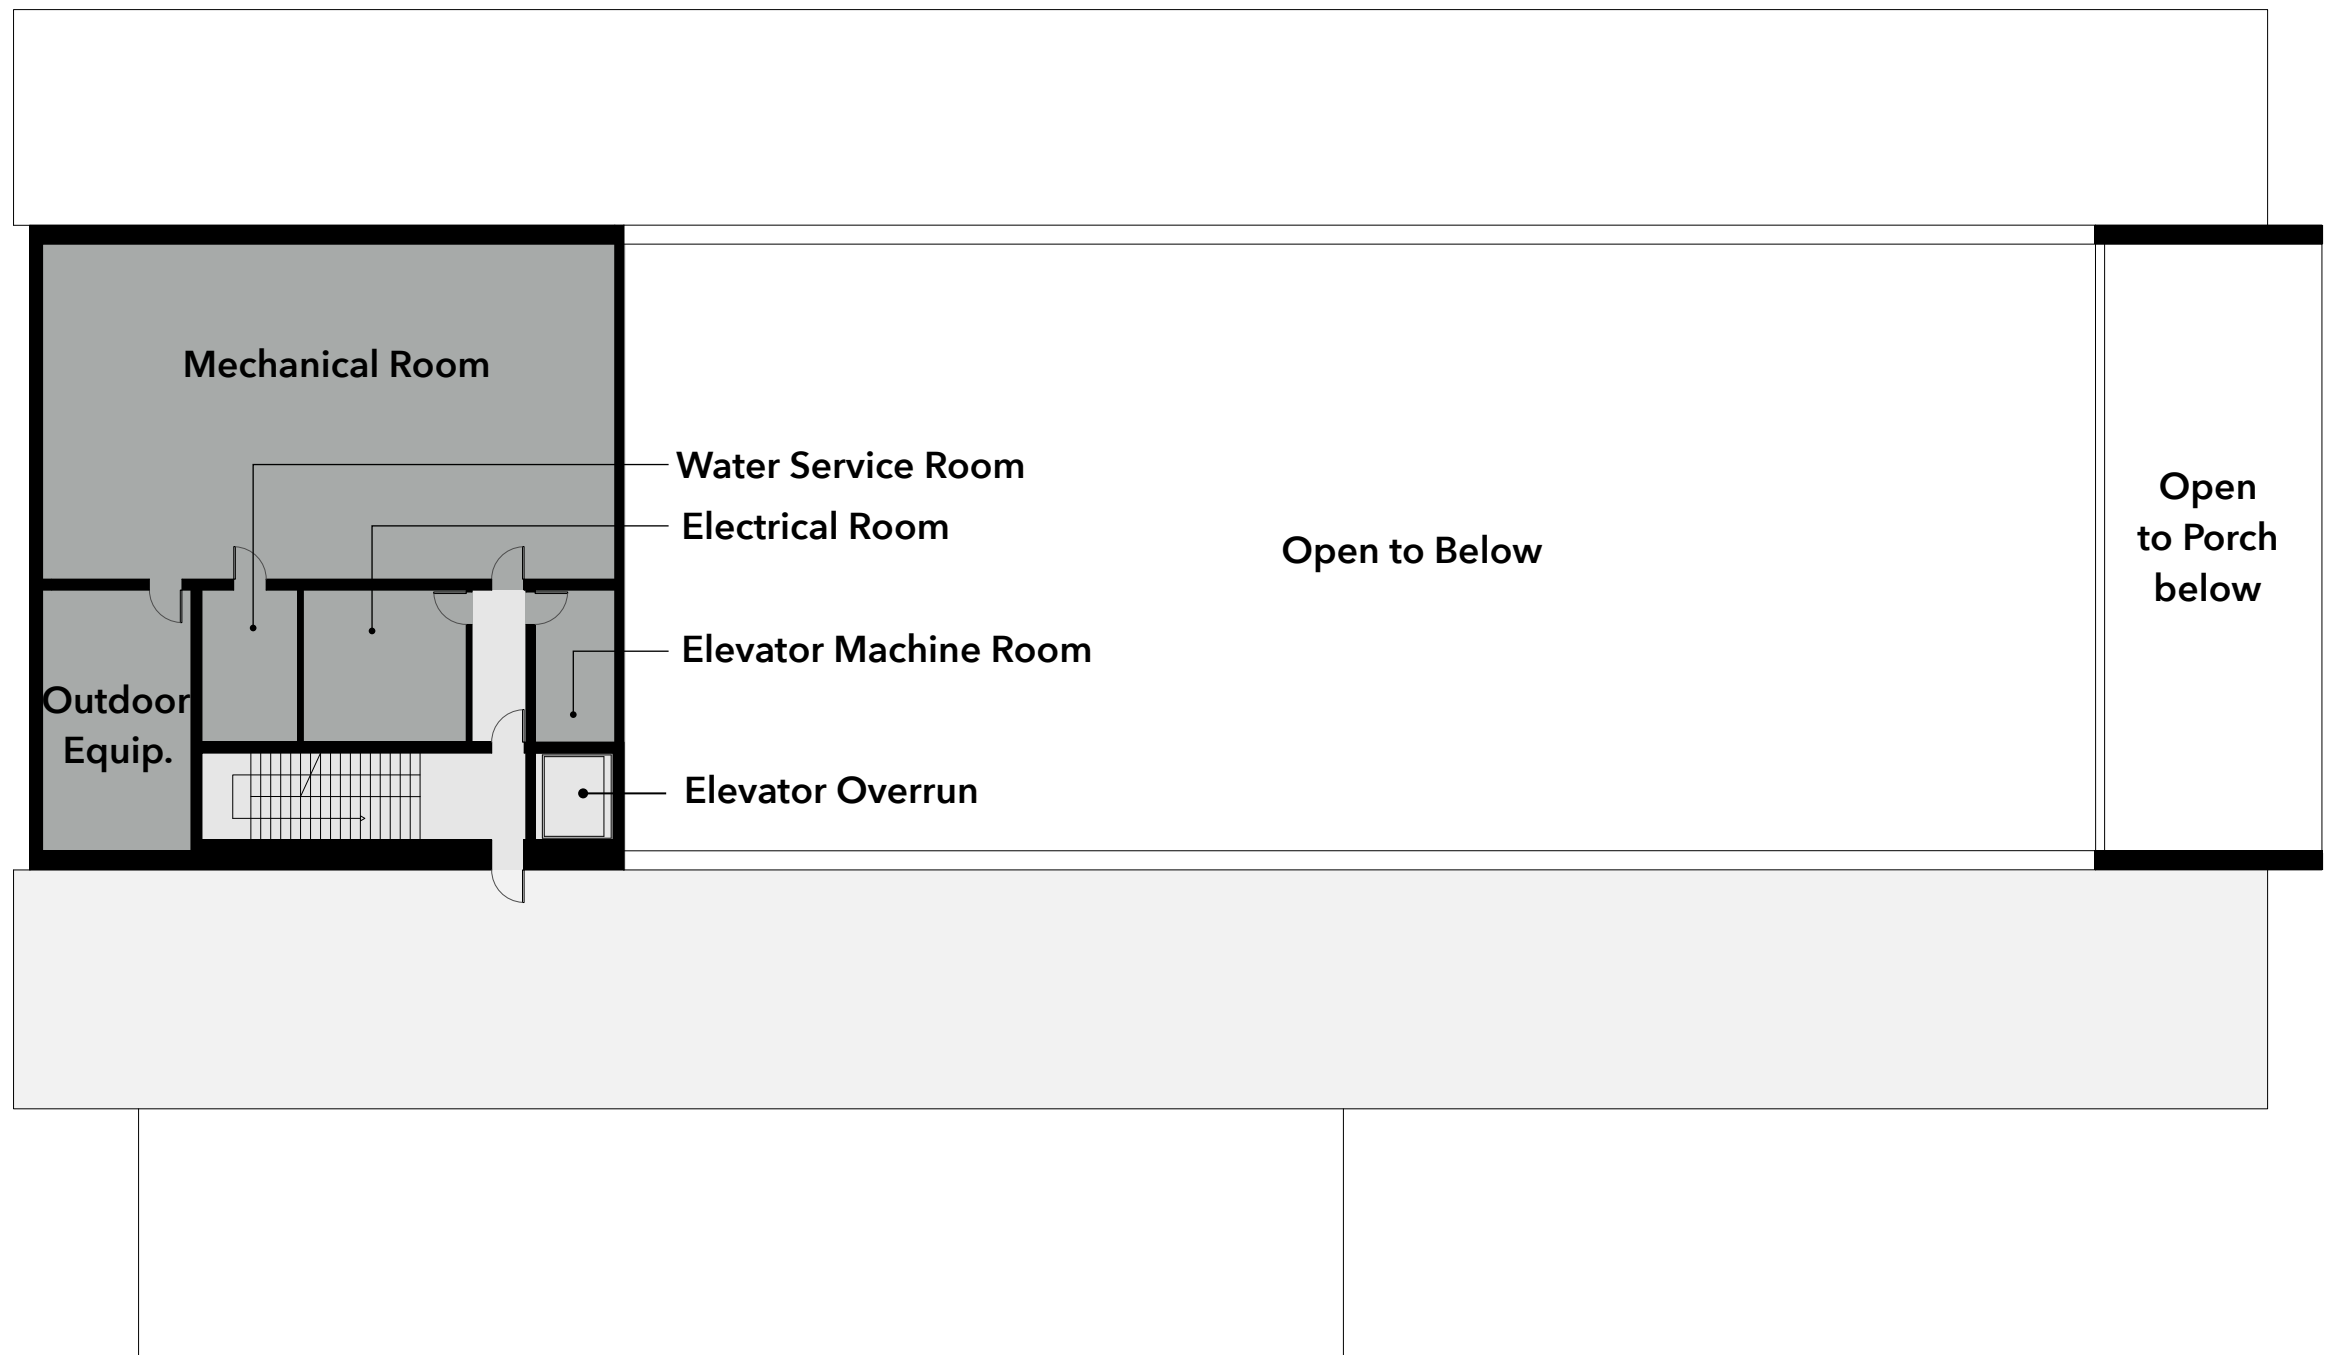 Mechanical Room
Water Service Room
Electrical Room
Open to Below
Open
to Porch
below
Elevator Machine Room
Outdoor
Equip.
Elevator Overrun